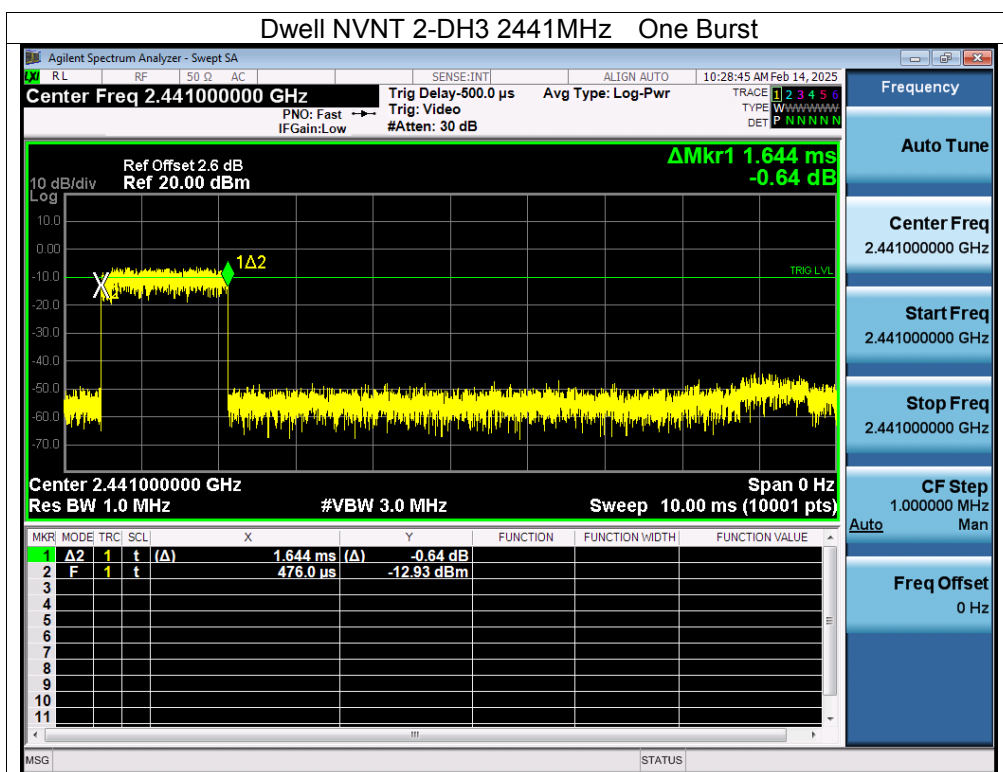 Dwell NVNT 2-DH3 2441MHz One Burst
Agilent Spectrum Analyzer - Swept SA
LXI RL RF 50 Ω AC SENSE:INT ALIGN AUTO 10:28:45 AM Feb 14, 2025
Center Freq 2.441000000 GHz
PNO: Fast
IFGain:Low
Trig Delay-500.0 µs
Trig: Video
#Atten: 30 dB
Avg Type: Log-Pwr
TRACE 1 2 3 4 5 6
TYPE WWWWWW
DET P N N N N N
ΔMkr1 1.644 ms
-0.64 dB
Ref Offset 2.6 dB
10 dB/div Ref 20.00 dBm
Log
10.0
0.00
-10.0
-20.0
-30.0
-40.0
-50.0
-60.0
-70.0
1Δ2
TRIG LVL
Center 2.441000000 GHz Span 0 Hz
Res BW 1.0 MHz #VBW 3.0 MHz Sweep 10.00 ms (10001 pts)
MKR MODE TRC SCL X Y FUNCTION FUNCTION WIDTH FUNCTION VALUE
1 Δ2 1 t (Δ) 1.644 ms (Δ) -0.64 dB
2 F 1 t 476.0 µs -12.93 dBm
3
4
5
6
7
8
9
10
11
MSG STATUS
Frequency
Auto Tune
Center Freq
2.441000000 GHz
Start Freq
2.441000000 GHz
Stop Freq
2.441000000 GHz
CF Step
1.000000 MHz
Auto Man
Freq Offset
0 Hz